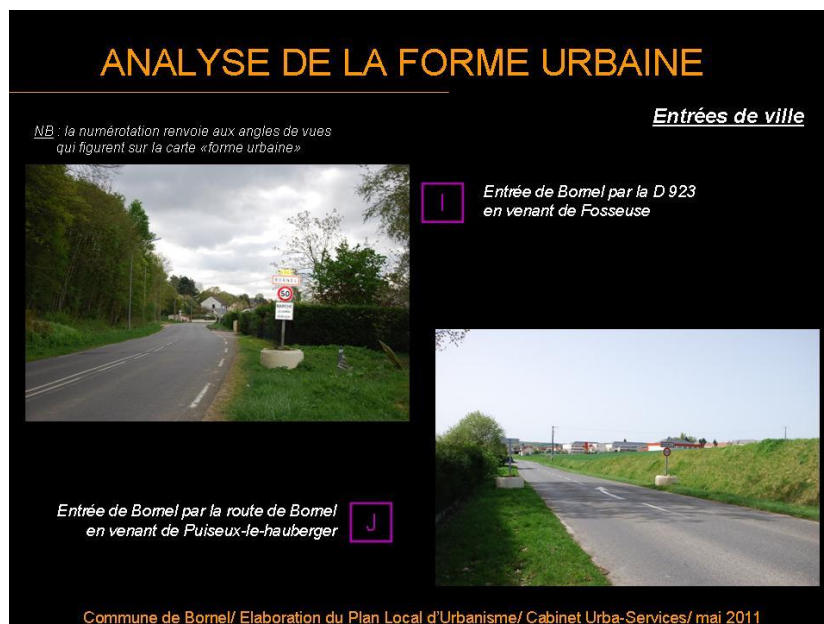 ANALYSE DE LA FORME URBAINE
Entrées de ville
NB : la numérotation renvoie aux angles de vues
qui figurent sur la carte «forme urbaine»
I
Entrée de Bornel par la D 923
en venant de Fosseuse
BORNEL
50
Entrée de Bornel par la route de Bornel
en venant de Puiseux-le-hauberger
J
Commune de Bornel/ Elaboration du Plan Local d'Urbanisme/ Cabinet Urba-Services/ mai 2011